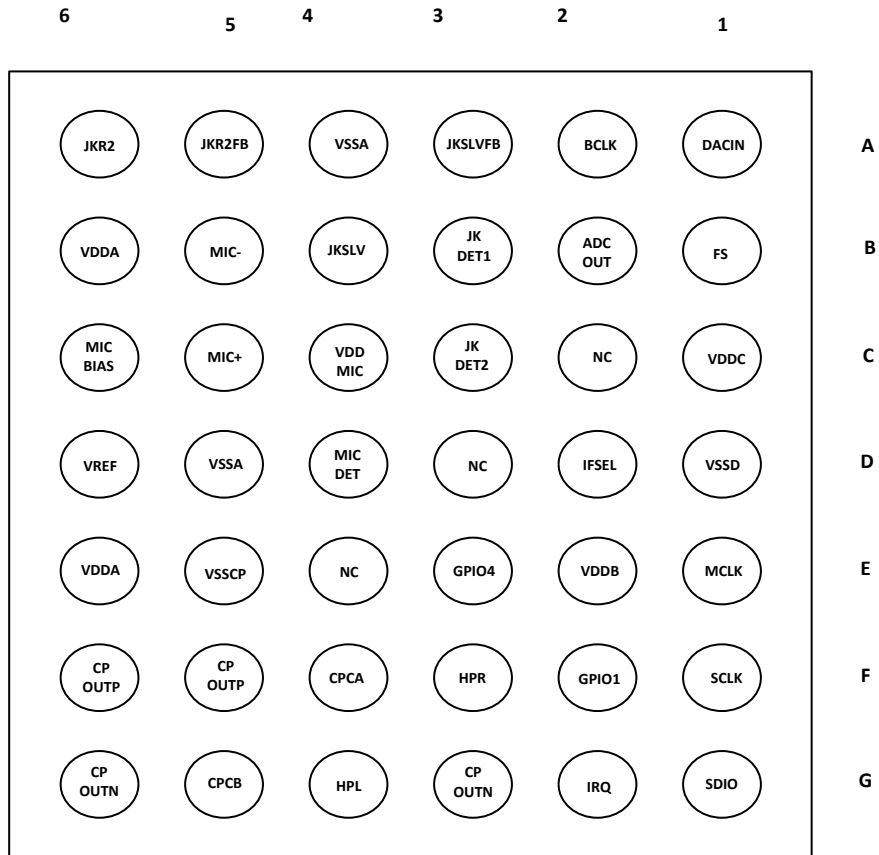 6 5 4 3 2 1
JKR2 JKR2FB VSSA JKSLVFB BCLK DACIN A
VDDA MIC- JKSLV JK DET1 ADC OUT FS B
MIC BIAS MIC+ VDD MIC JK DET2 NC VDDC C
VREF VSSA MIC DET NC IFSEL VSSD D
VDDA VSSCP NC GPIO4 VDDB MCLK E
CP OUTP CP OUTP CPCA HPR GPIO1 SCLK F
CP OUTN CPCB HPL CP OUTN IRQ SDIO G